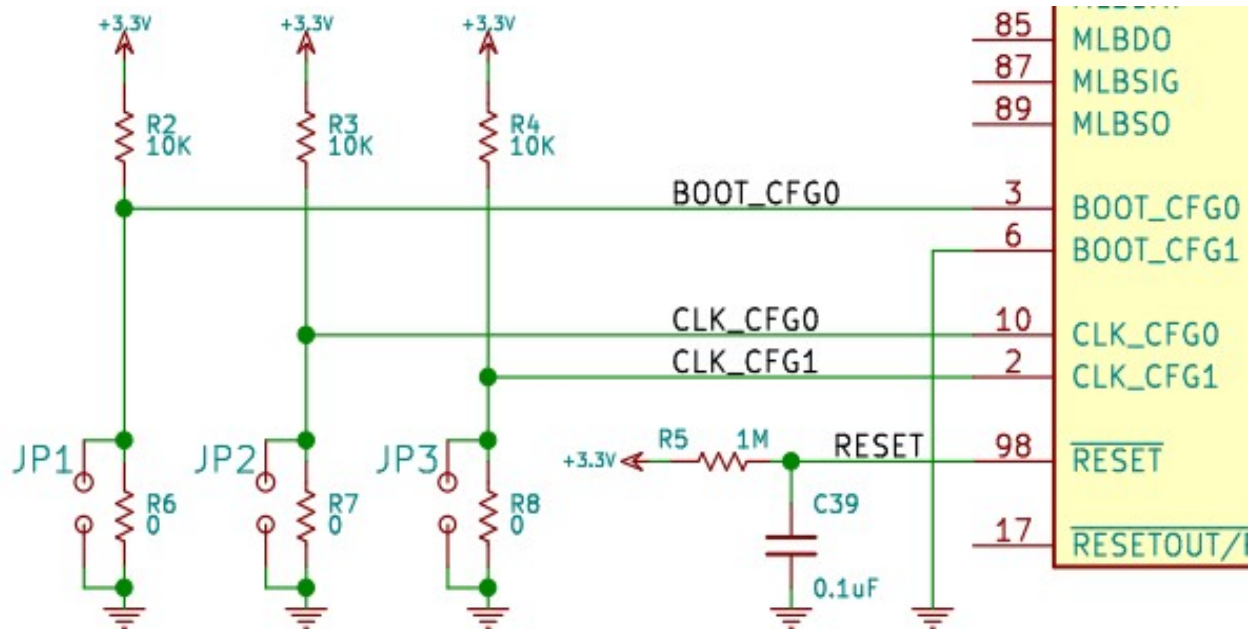 +3.3V
+3.3V
+3.3V
R2
10K
R3
10K
R4
10K
85
MLBDO
87
MLBSIG
89
MLBSO
BOOT_CFG0
3
BOOT_CFG0
6
BOOT_CFG1
CLK_CFG0
10
CLK_CFG0
CLK_CFG1
2
CLK_CFG1
JP1
R6
0
JP2
R7
0
JP3
R8
0
+3.3V
R5
1M
RESET
98
RESET
C39
0.1uF
17
RESETOUT/